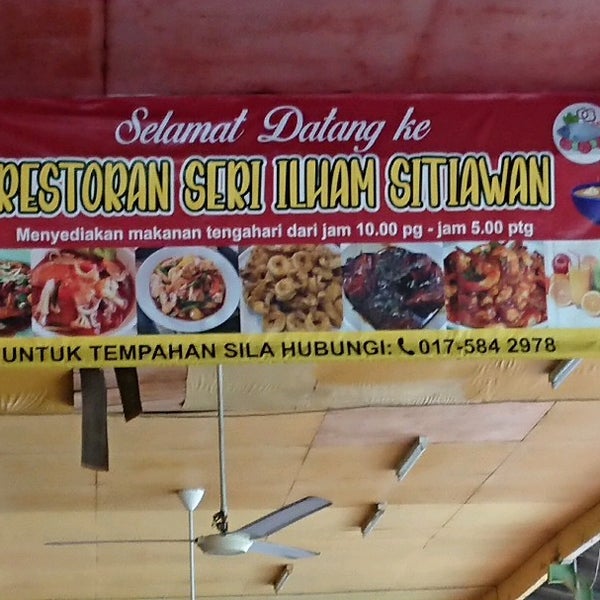 Selamat Datang ke
RESTORAN SERI ILHAM SITIAWAN
Menyediakan makanan tengahari dari jam 10.00 pg - jam 5.00 ptg
UNTUK TEMPAHAN SILA HUBUNGI: 017-584 2978